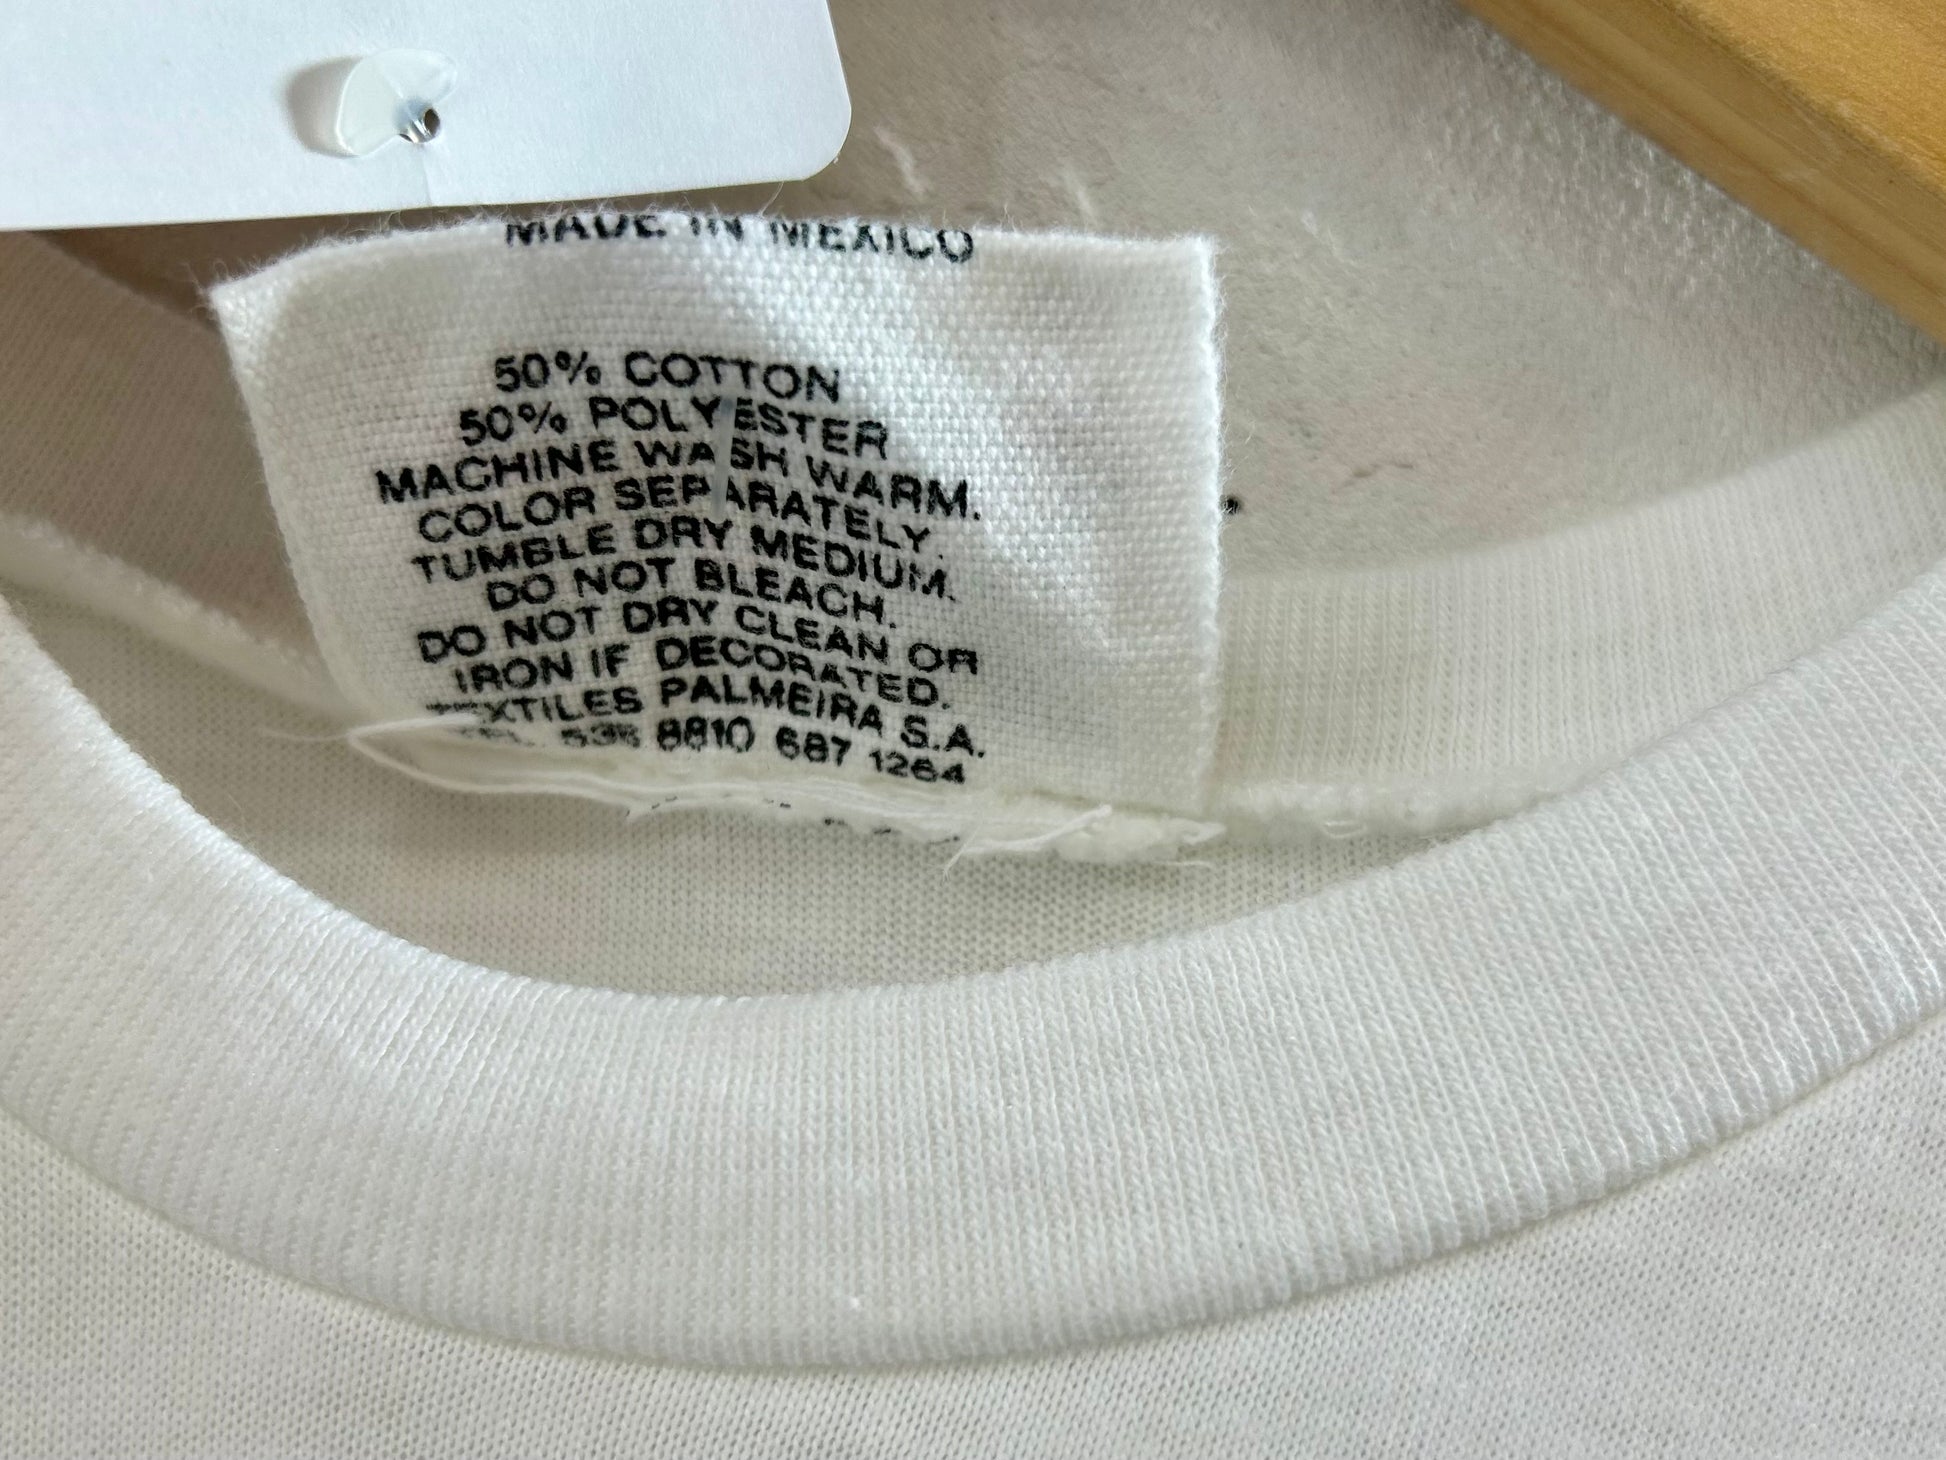 MADE IN MEXICO
50% COTTON
50% POLYESTER
MACHINE WASH WARM.
COLOR SEPARATELY.
TUMBLE DRY MEDIUM.
DO NOT BLEACH.
DO NOT DRY CLEAN OR
IRON IF DECORATED.
TEXTILES PALMEIRA S.A.
TEL. 8810 687 1264